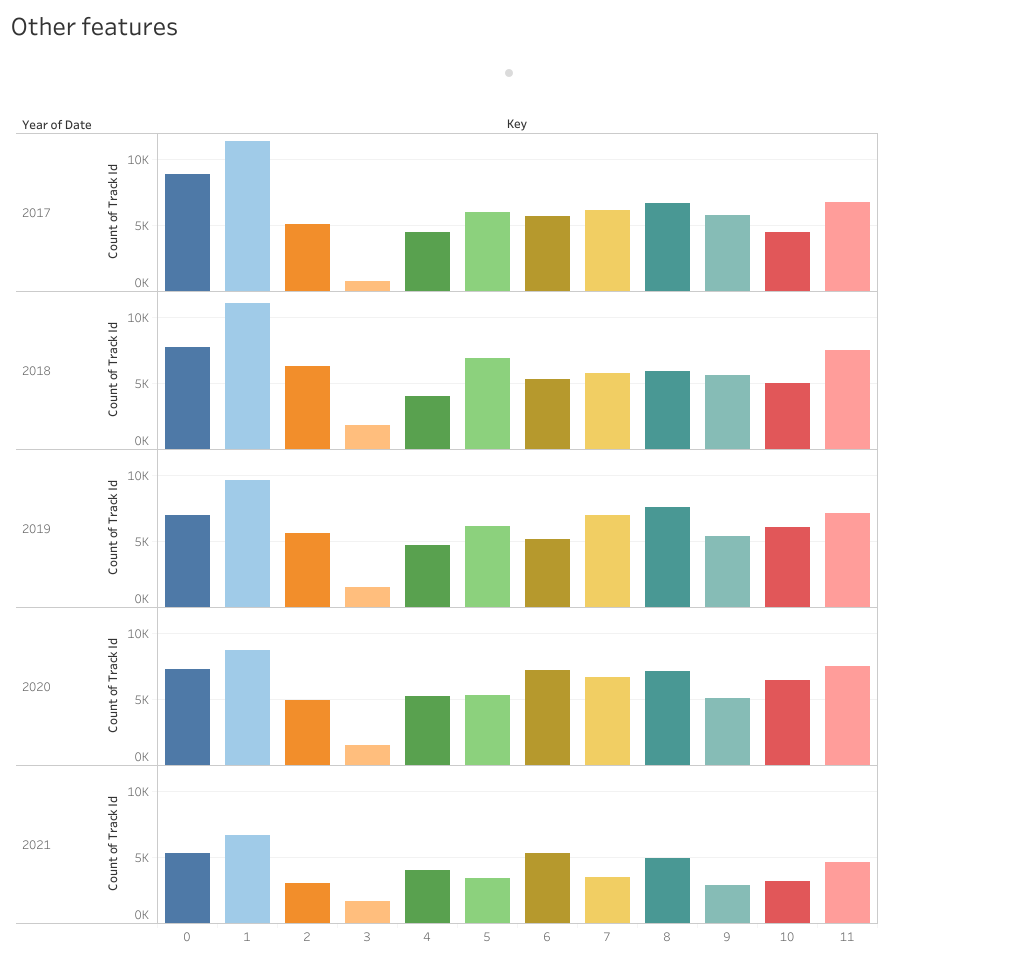 Other features
Year of Date
Key
2017
Count of Track Id
10K
5K
0K
2018
Count of Track Id
10K
5K
0K
2019
Count of Track Id
10K
5K
0K
2020
Count of Track Id
10K
5K
0K
2021
Count of Track Id
10K
5K
0K
0 1 2 3 4 5 6 7 8 9 10 11